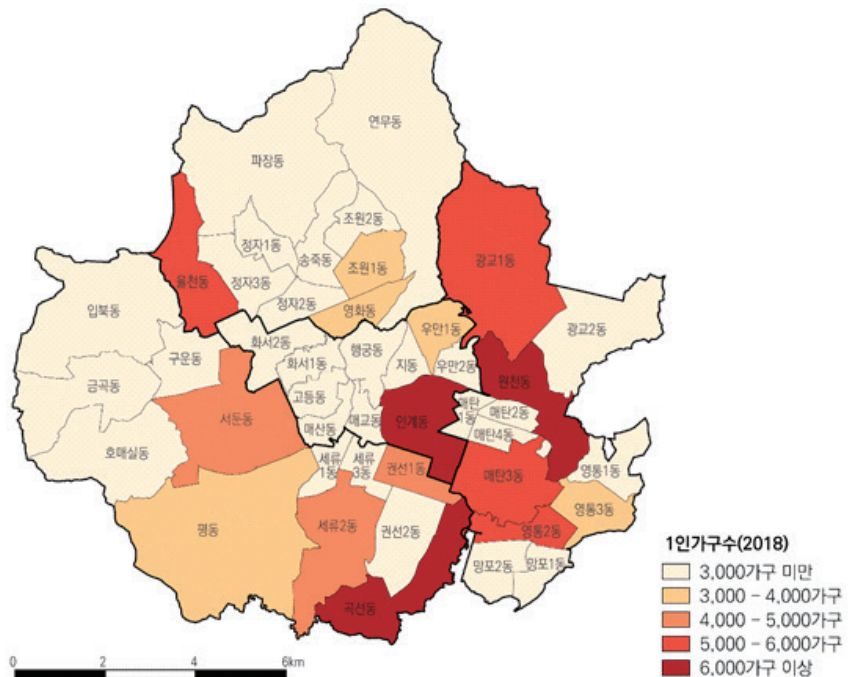 연무동
파장동
조원2동
정자1동
송죽동
조원1동
광교1동
율천동
정자3동
정자2동
영화동
입북동
우만1동
광교2동
화서2동
행궁동
구운동
화서1동
지동
우만2동
금곡동
고등동
원천동
매탄
1동
매탄2동
서둔동
매산동
매교동
인계동
매탄4동
호매실동
세류
1동
세류
3동
권선1동
매탄3동
영통1동
영통3동
평동
세류2동
권선2동
영통2동
망포2동
망포1동
곡선동
1인가구수(2018)
3,000가구 미만
3,000 - 4,000가구
4,000 - 5,000가구
5,000 - 6,000가구
6,000가구 이상
0 2 4 6km